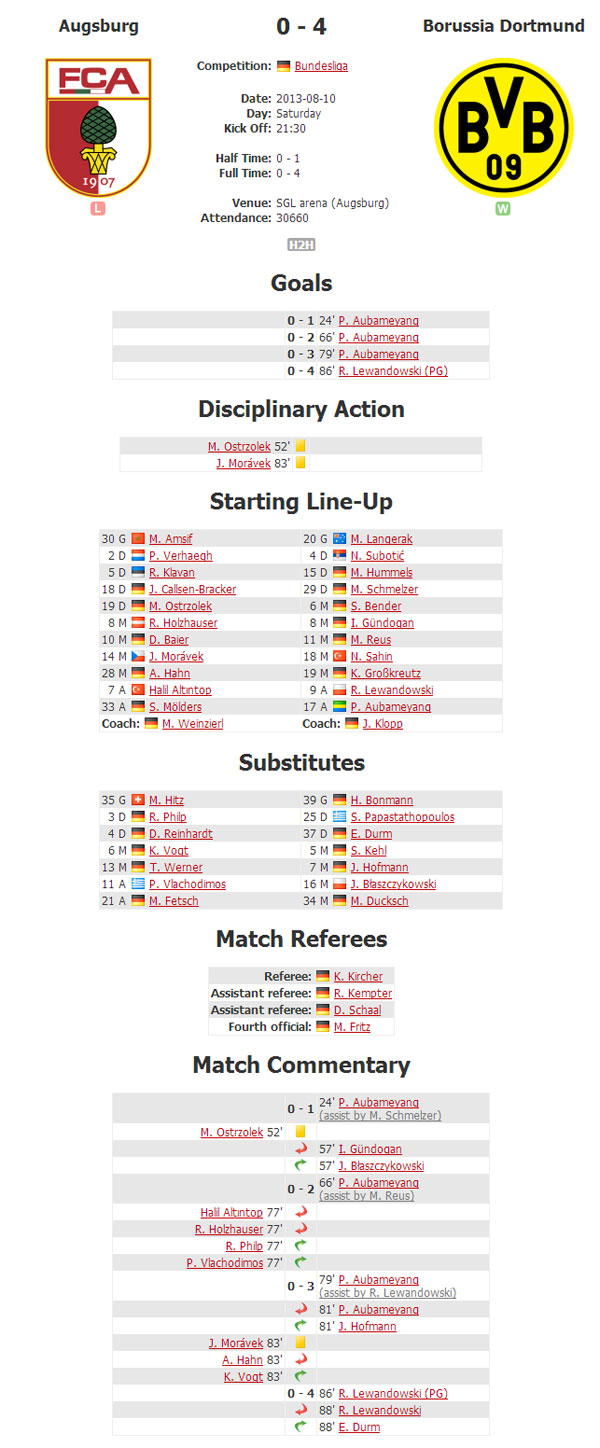 Augsburg 0 - 4 Borussia Dortmund
FCA
1907
BVB
09
Competition: Bundesliga
Date: 2013-08-10
Day: Saturday
Kick Off: 21:30
Half Time: 0 - 1
Full Time: 0 - 4
Venue: SGL arena (Augsburg)
Attendance: 30660
L
W
H2H
Goals
0 - 1 24' P. Aubameyang
0 - 2 66' P. Aubameyang
0 - 3 79' P. Aubameyang
0 - 4 86' R. Lewandowski (PG)
Disciplinary Action
M. Ostrzolek 52'
J. Morávek 83'
Starting Line-Up
30 G M. Amsif 20 G M. Langerak
2 D P. Verhaegh 4 D N. Subotić
5 D R. Klavan 15 D M. Hummels
18 D J. Callsen-Bracker 29 D M. Schmelzer
19 D M. Ostrzolek 6 M S. Bender
8 M R. Holzhauser 8 M I. Gündogan
10 M D. Baier 11 M M. Reus
14 M J. Morávek 18 M N. Sahin
28 M A. Hahn 19 M K. Großkreutz
7 A Halil Altıntop 9 A R. Lewandowski
33 A S. Mölders 17 A P. Aubameyang
Coach: M. Weinzierl Coach: J. Klopp
Substitutes
35 G M. Hitz 39 G H. Bonmann
3 D R. Philp 25 D S. Papastathopoulos
4 D D. Reinhardt 37 D E. Durm
6 M K. Vogt 5 M S. Kehl
13 M T. Werner 7 M J. Hofmann
11 A P. Vlachodimos 16 M J. Błaszczykowski
21 A M. Fetsch 34 M M. Ducksch
Match Referees
Referee: K. Kircher
Assistant referee: R. Kempter
Assistant referee: D. Schaal
Fourth official: M. Fritz
Match Commentary
0 - 1 24' P. Aubameyang
(assist by M. Schmelzer)
M. Ostrzolek 52'
57' I. Gündogan
57' J. Błaszczykowski
0 - 2 66' P. Aubameyang
(assist by M. Reus)
Halil Altıntop 77'
R. Holzhauser 77'
R. Philp 77'
P. Vlachodimos 77'
0 - 3 79' P. Aubameyang
(assist by R. Lewandowski)
81' P. Aubameyang
81' J. Hofmann
J. Morávek 83'
A. Hahn 83'
K. Vogt 83'
0 - 4 86' R. Lewandowski (PG)
88' R. Lewandowski
88' E. Durm